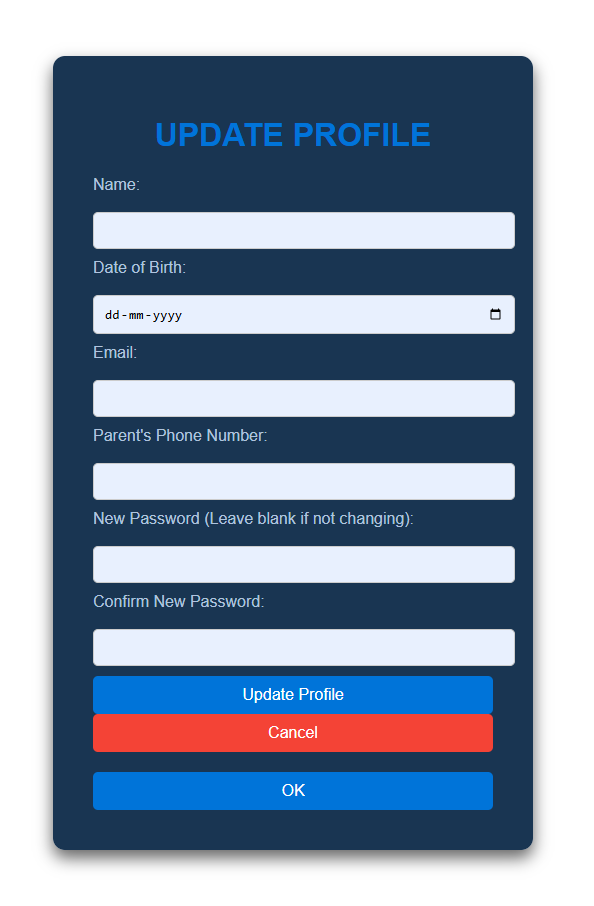 UPDATE PROFILE
Name:
Date of Birth:
dd-mm-yyyy
Email:
Parent's Phone Number:
New Password (Leave blank if not changing):
Confirm New Password:
Update Profile
Cancel
OK